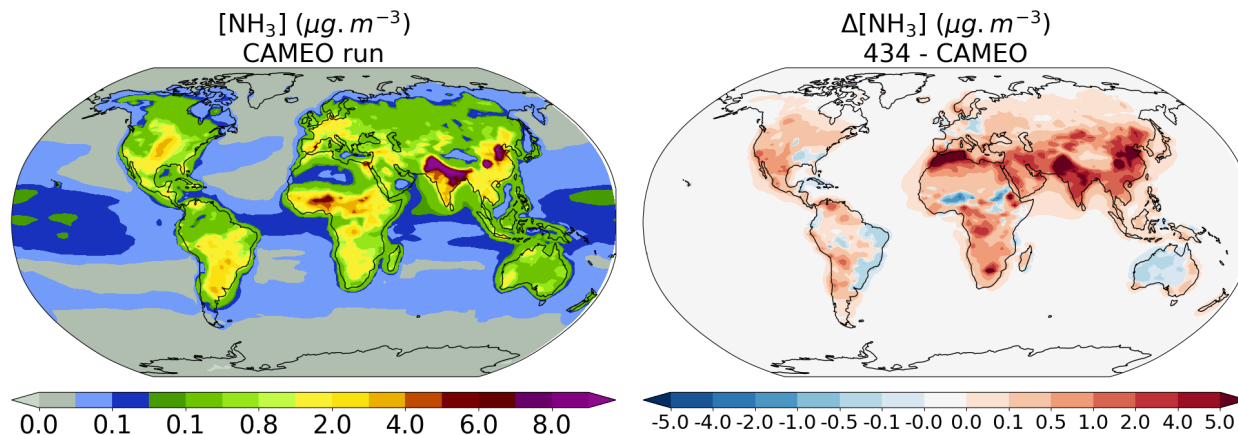 [NH₃] (μg.m⁻³)
CAMEO run
Δ[NH₃] (μg.m⁻³)
434 - CAMEO
0.0 0.1 0.1 0.8 2.0 4.0 6.0 8.0
-5.0 -4.0 -2.0 -1.0 -0.5 -0.1 -0.0 0.0 0.1 0.5 1.0 2.0 4.0 5.0